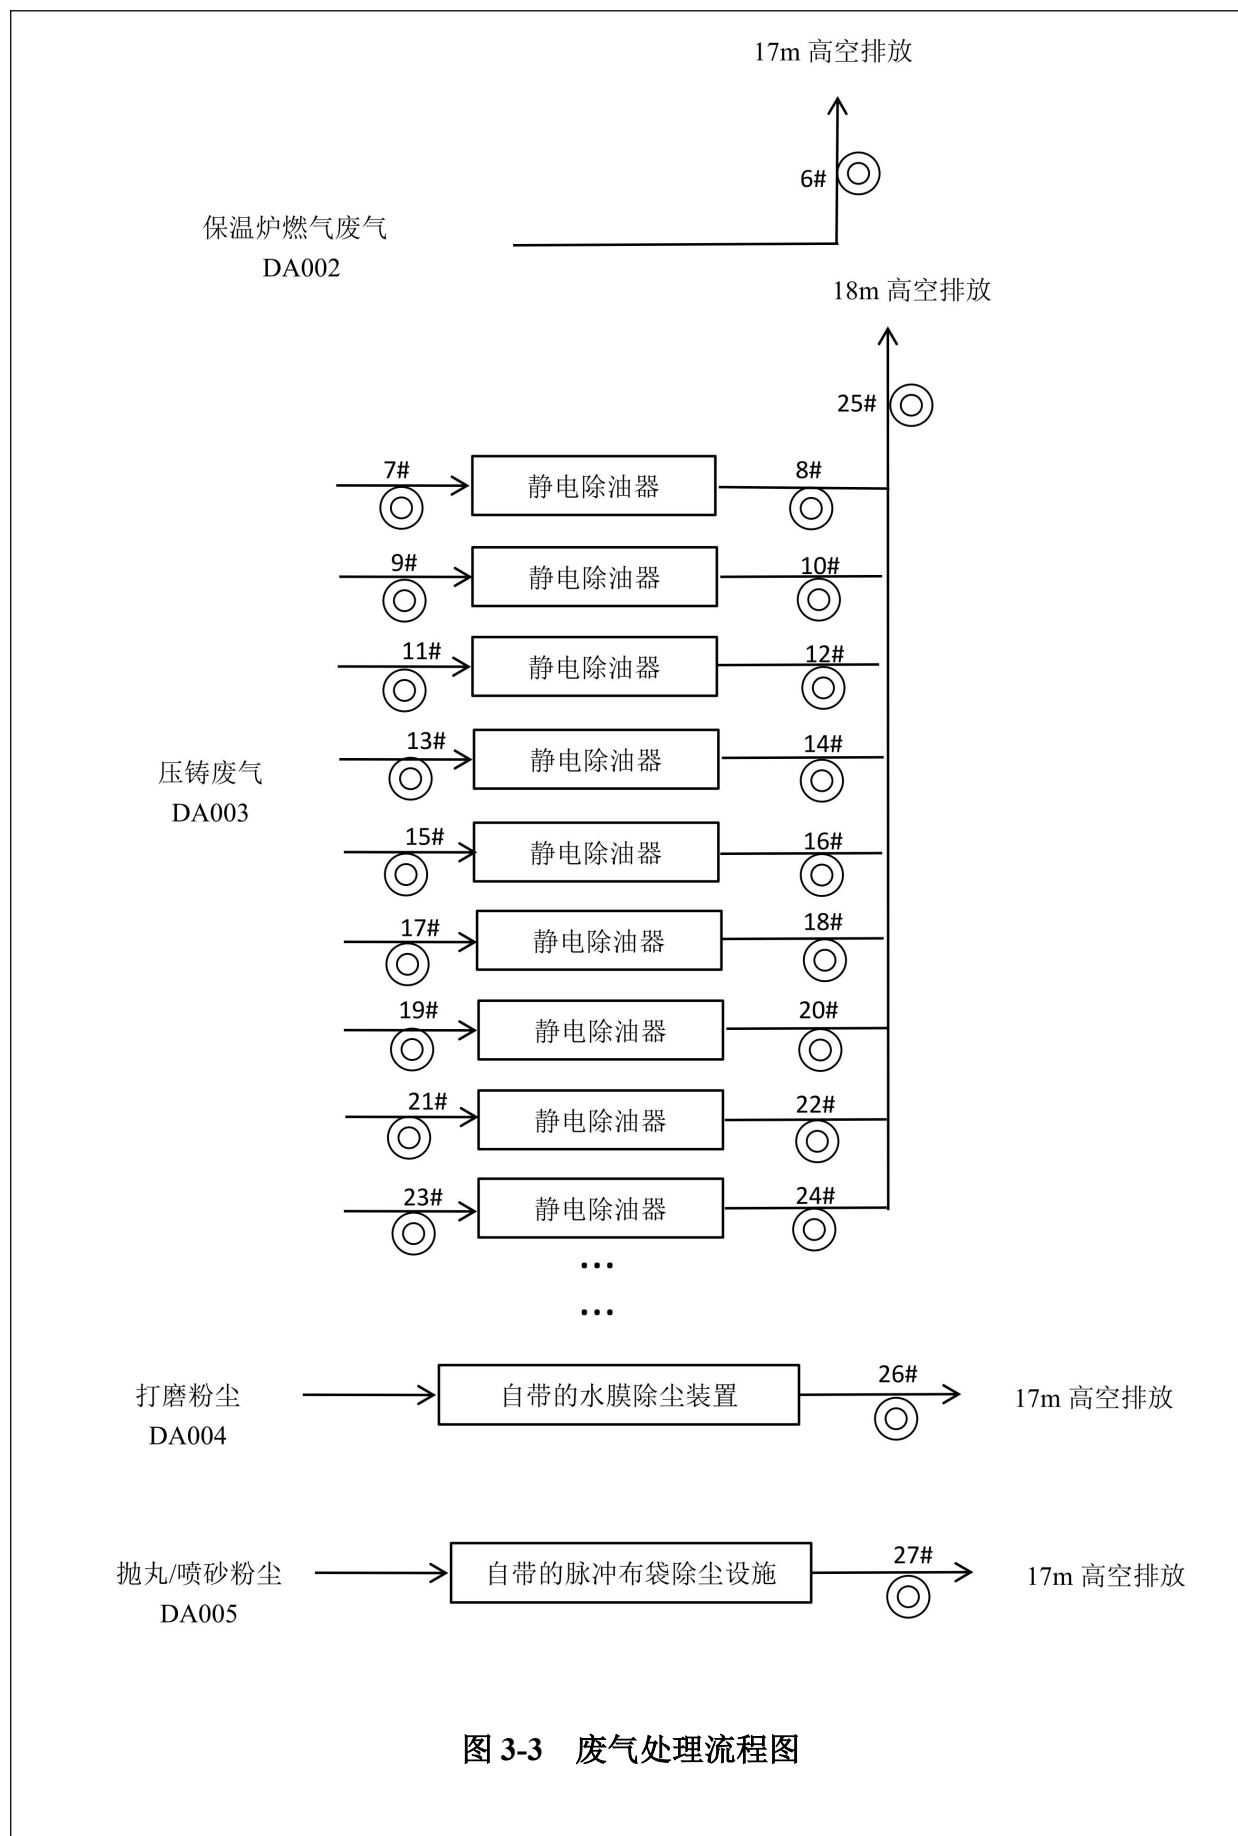 17m 高空排放
6#
保温炉燃气废气
DA002
18m 高空排放
25#
7# 静电除油器 8#
9# 静电除油器 10#
11# 静电除油器 12#
13# 静电除油器 14#
压铸废气
DA003
15# 静电除油器 16#
17# 静电除油器 18#
19# 静电除油器 20#
21# 静电除油器 22#
23# 静电除油器 24#
...
...
打磨粉尘 自带的水膜除尘装置 26# 17m 高空排放
DA004
抛丸/喷砂粉尘 自带的脉冲布袋除尘设施 27# 17m 高空排放
DA005
图 3-3 废气处理流程图